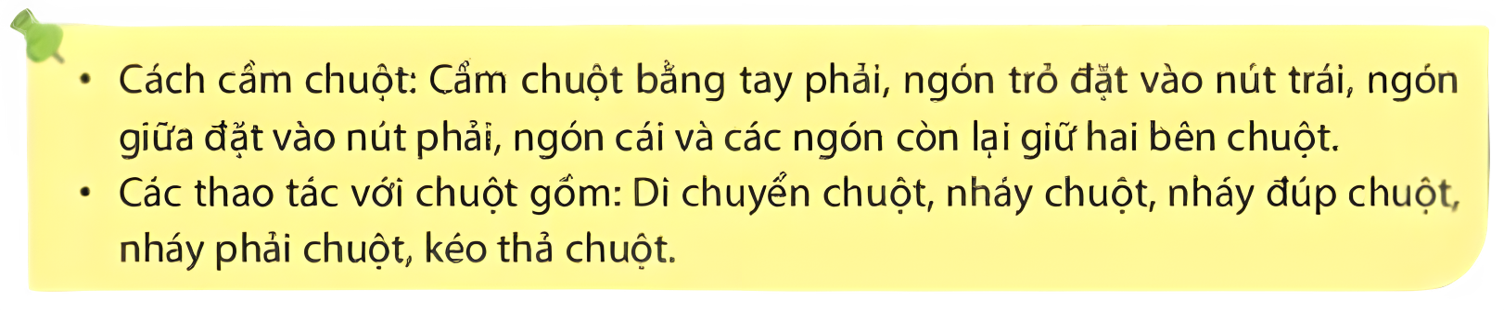 • Cách cầm chuột: Cầm chuột bằng tay phải, ngón trỏ đặt vào nút trái, ngón
giữa đặt vào nút phải, ngón cái và các ngón còn lại giữ hai bên chuột.
• Các thao tác với chuột gồm: Di chuyển chuột, nháy chuột, nháy đúp chuột,
nháy phải chuột, kéo thả chuột.